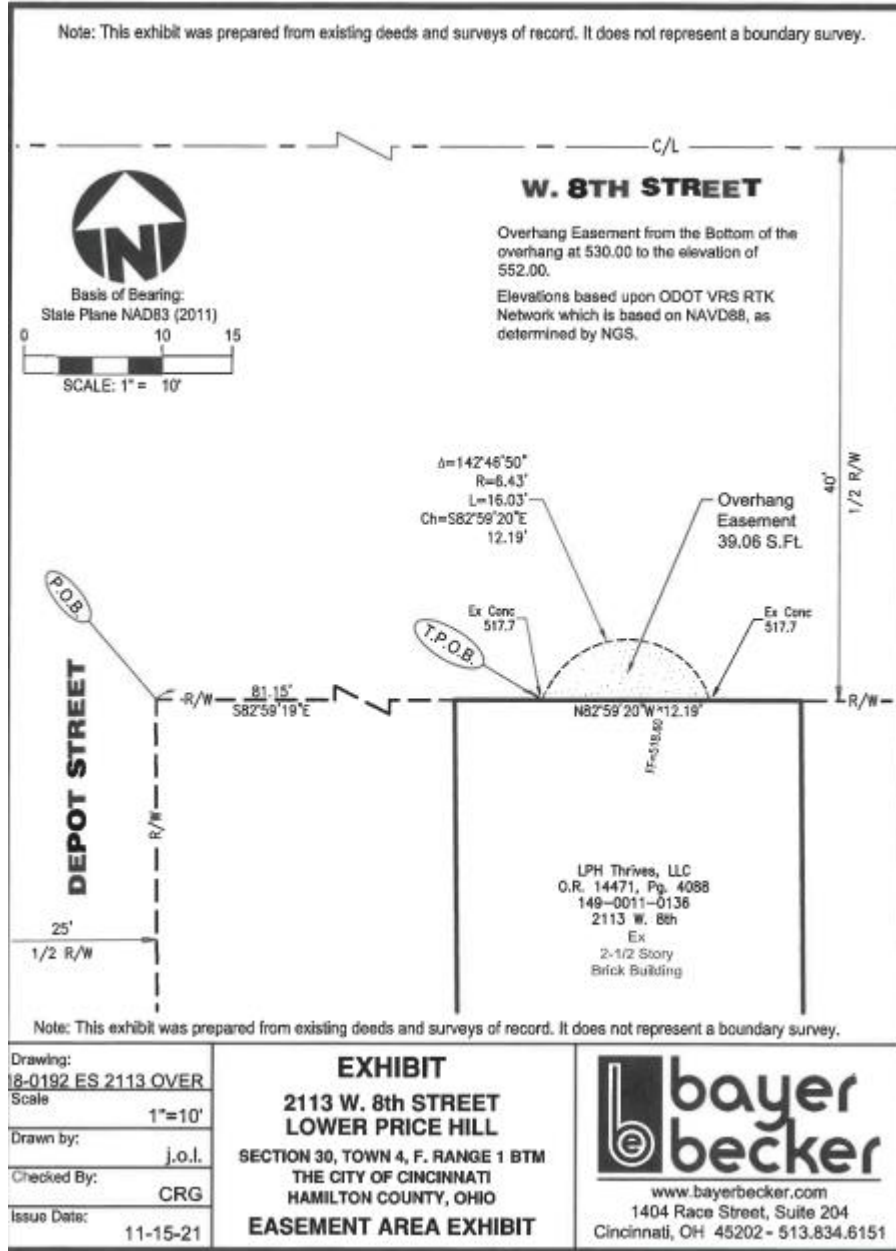 Note: This exhibit was prepared from existing deeds and surveys of record. It does not represent a boundary survey.
C/L
W. 8TH STREET
Overhang Easement from the Bottom of the
overhang at 530.00 to the elevation of
552.00.
Elevations based upon ODOT VRS RTK
Network which is based on NAVD88, as
determined by NGS.
N
Basis of Bearing:
State Plane NAD83 (2011)
0 10 15
SCALE: 1" = 10'
40'
1/2 R/W
Δ=142°46'50"
R=6.43'
L=16.03'
Ch=S82°59'20"E
12.19'
Overhang
Easement
39.06 S.Ft.
P.O.B.
T.P.O.B.
Ex Conc
517.7
Ex Conc
517.7
R/W
81.15'
S82°59'19"E
N82°59'20"W 12.19'
R/W
FF=518.60
DEPOT STREET
R/W
25'
1/2 R/W
LPH Thrives, LLC
O.R. 14471, Pg. 4088
149-0011-0136
2113 W. 8th
Ex
2-1/2 Story
Brick Building
Note: This exhibit was prepared from existing deeds and surveys of record. It does not represent a boundary survey.
Drawing:
18-0192 ES 2113 OVER
Scale
1"=10'
Drawn by:
j.o.l.
Checked By:
CRG
Issue Date:
11-15-21
EXHIBIT
2113 W. 8th STREET
LOWER PRICE HILL
SECTION 30, TOWN 4, F. RANGE 1 BTM
THE CITY OF CINCINNATI
HAMILTON COUNTY, OHIO
EASEMENT AREA EXHIBIT
bayer
becker
www.bayerbecker.com
1404 Race Street, Suite 204
Cincinnati, OH 45202 - 513.834.6151